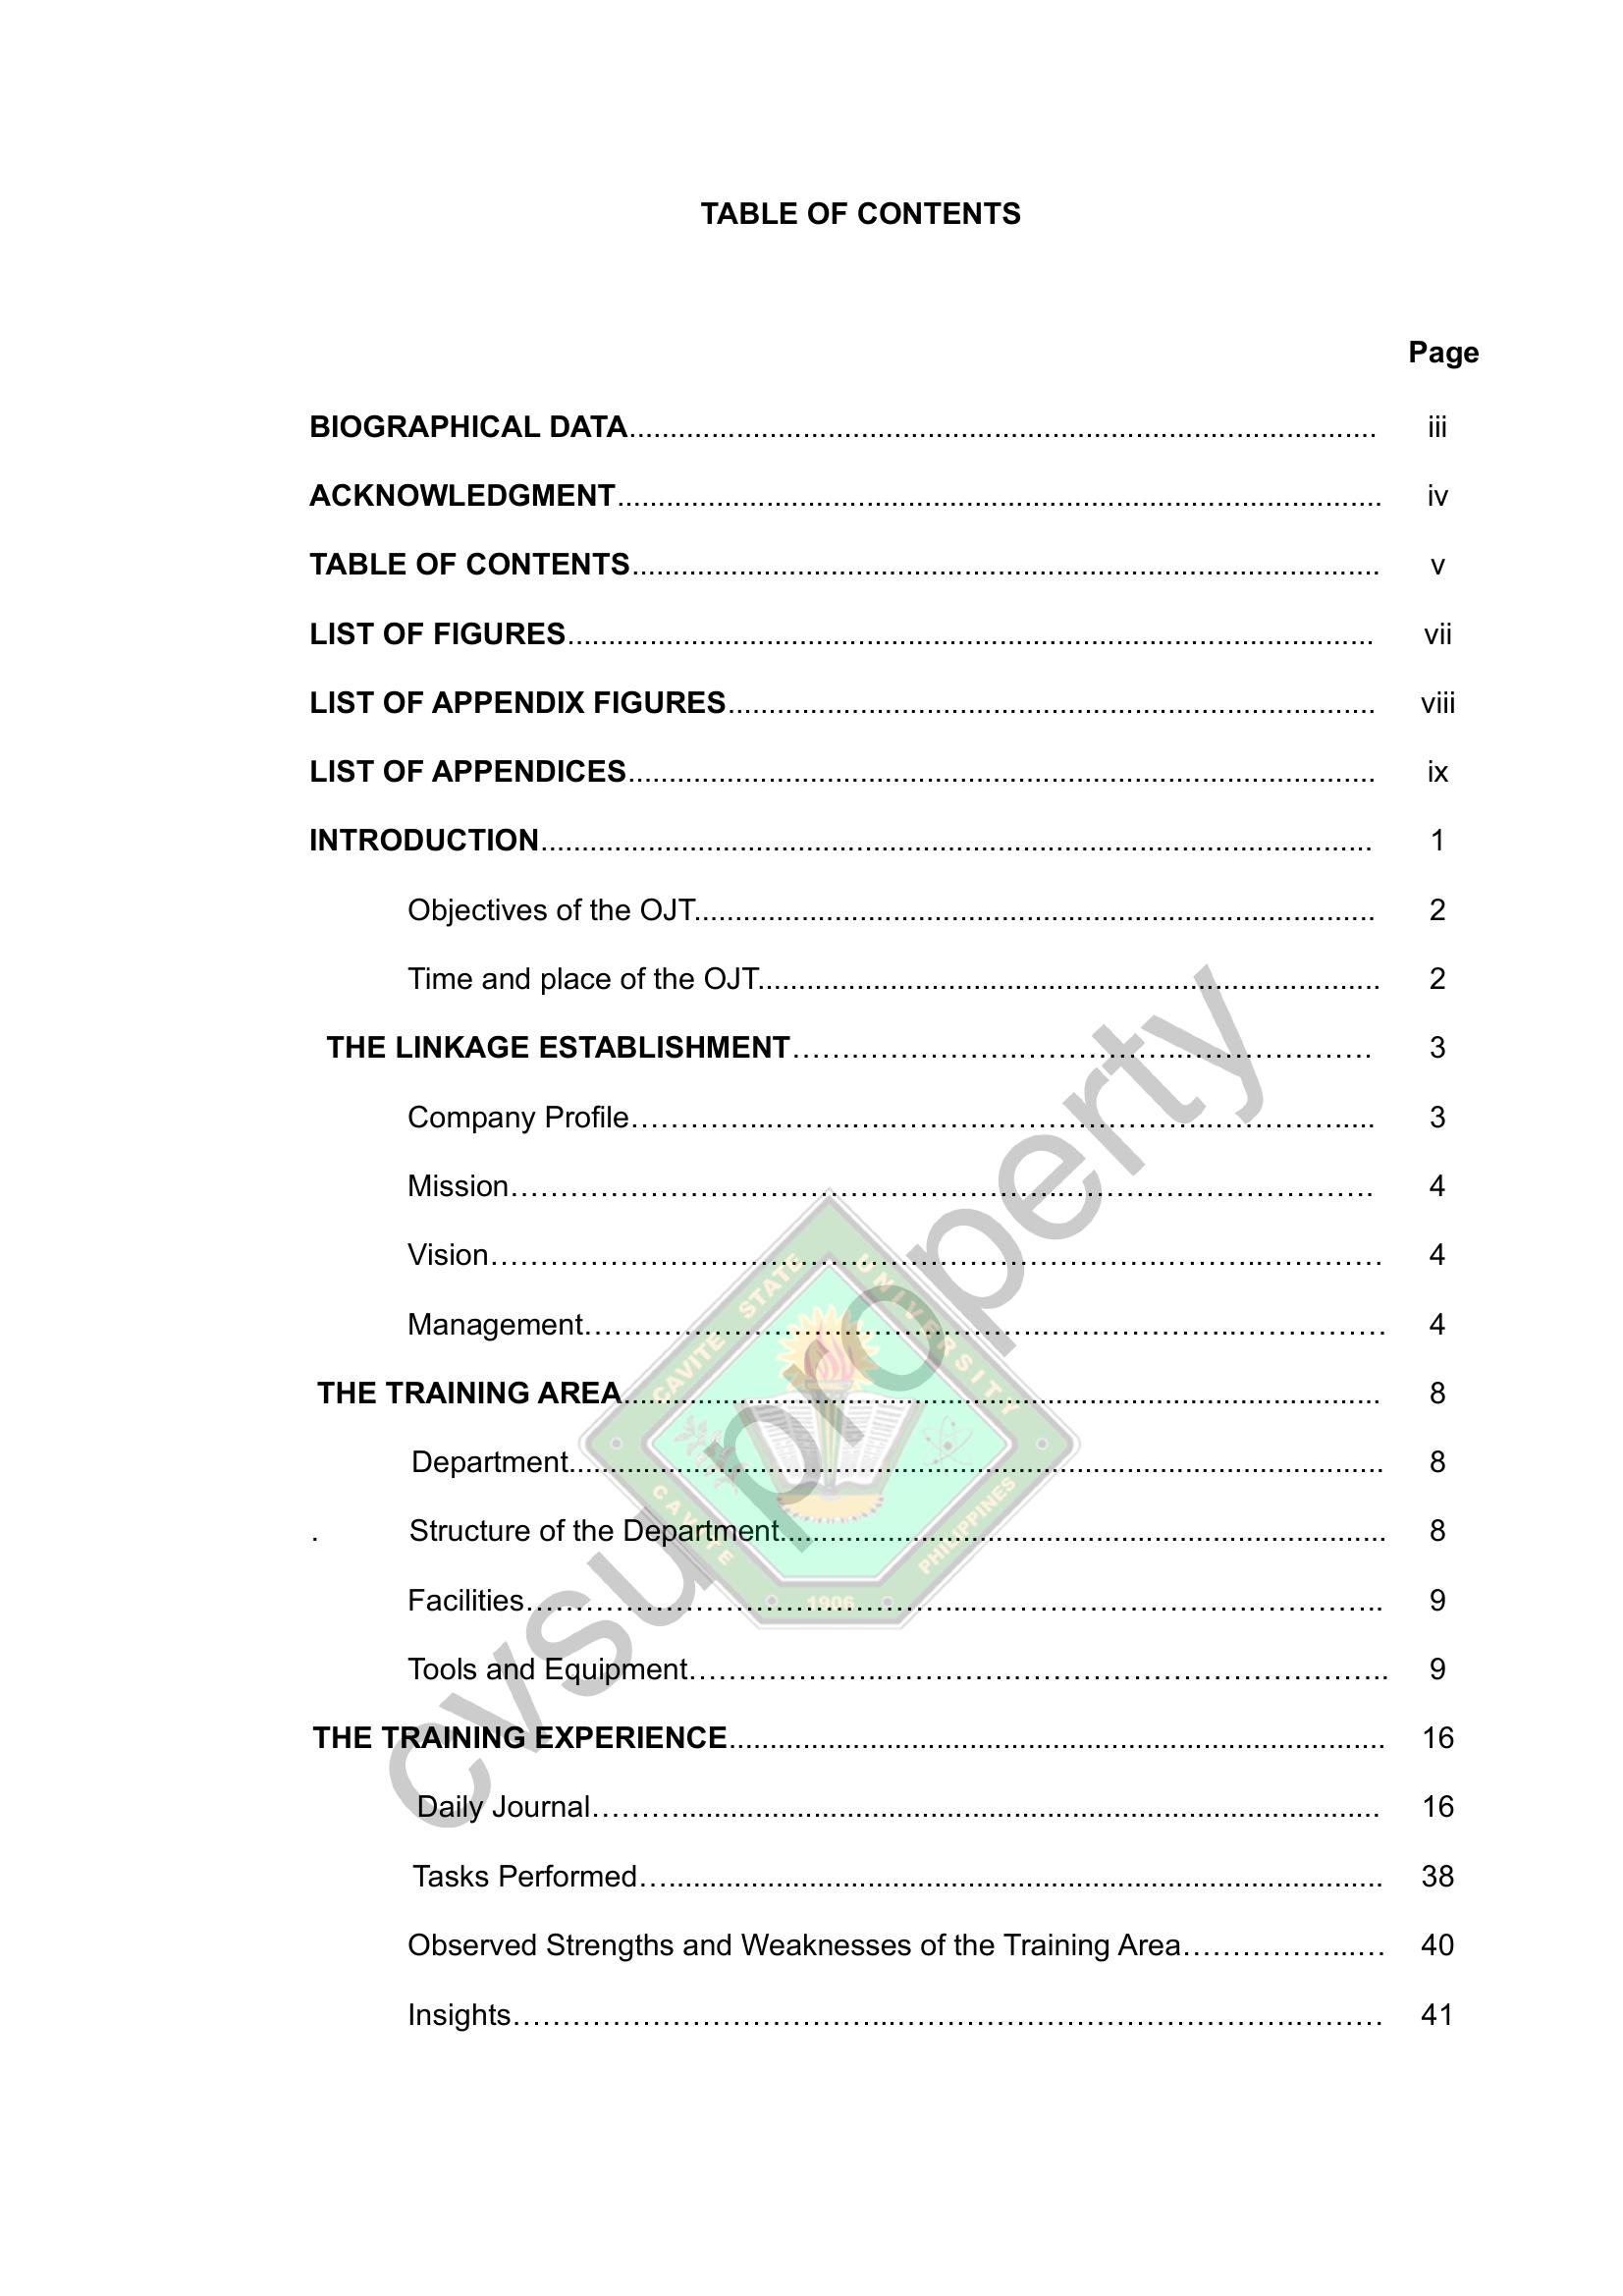 TABLE OF CONTENTS
Page
BIOGRAPHICAL DATA........................................................................................ iii
ACKNOWLEDGMENT.......................................................................................... iv
TABLE OF CONTENTS........................................................................................ v
LIST OF FIGURES............................................................................................... vii
LIST OF APPENDIX FIGURES............................................................................ viii
LIST OF APPENDICES........................................................................................ ix
INTRODUCTION.................................................................................................. 1
Objectives of the OJT................................................................................ 2
Time and place of the OJT......................................................................... 2
THE LINKAGE ESTABLISHMENT………………………………………………… 3
Company Profile…………...……..…..………………………………..………….... 3
Mission………………………………………………..…………………………. 4
Vision………………………………………………………………….………..………… 4
Management……………………………………….………………..…………… 4
THE TRAINING AREA......................................................................................... 8
Department................................................................................................ 8
. Structure of the Department....................................................................... 8
Facilities……………………………………...……………………………….. 9
Tools and Equipment………………..………………………………………….. 9
THE TRAINING EXPERIENCE............................................................................. 16
Daily Journal………................................................................................... 16
Tasks Performed…..................................................................................... 38
Observed Strengths and Weaknesses of the Training Area……………...… 40
Insights………………………………..………………………………….……… 41
cvsu property
CAVITE STATE UNIVERSITY
CAVITE PHILIPPINES
1906